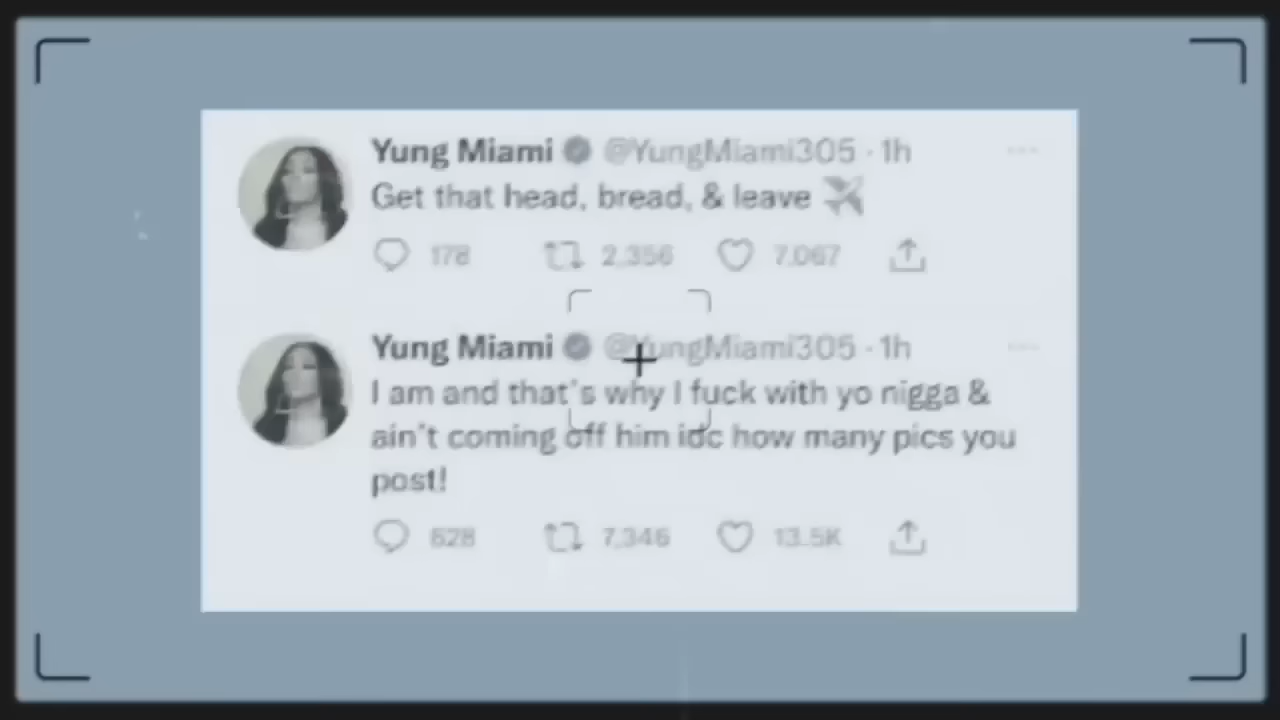 Yung Miami @YungMiami305 · 1h
Get that head, bread, & leave ✈️
178 2,356 7,067
Yung Miami @YungMiami305 · 1h
I am and that's why I fuck with yo nigga &
ain't coming off him idc how many pics you
post!
628 7,346 13.5K